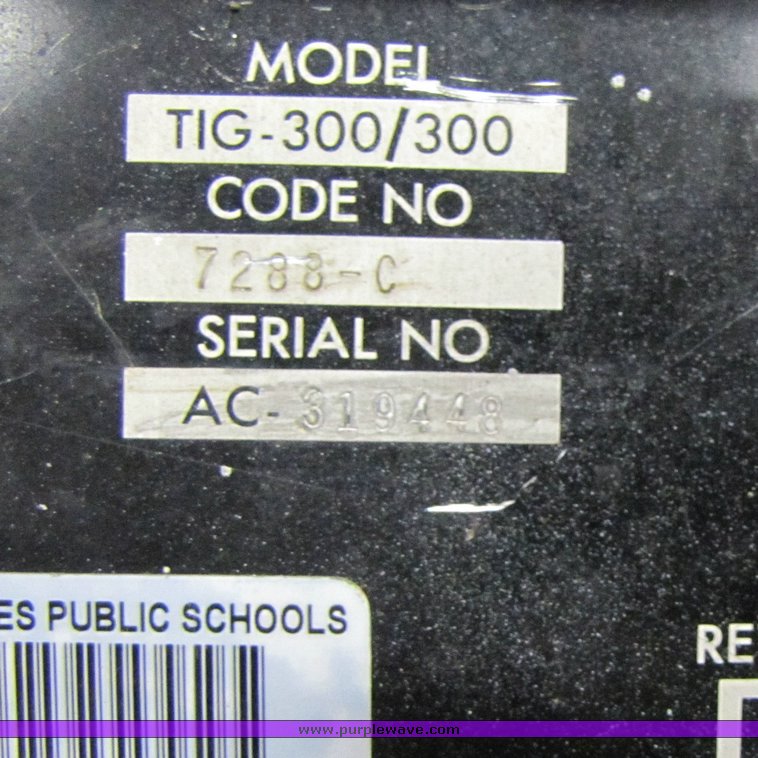 MODEL
TIG-300/300
CODE NO
7288-C
SERIAL NO
AC-319448
ES PUBLIC SCHOOLS
RE
www.purplewave.com